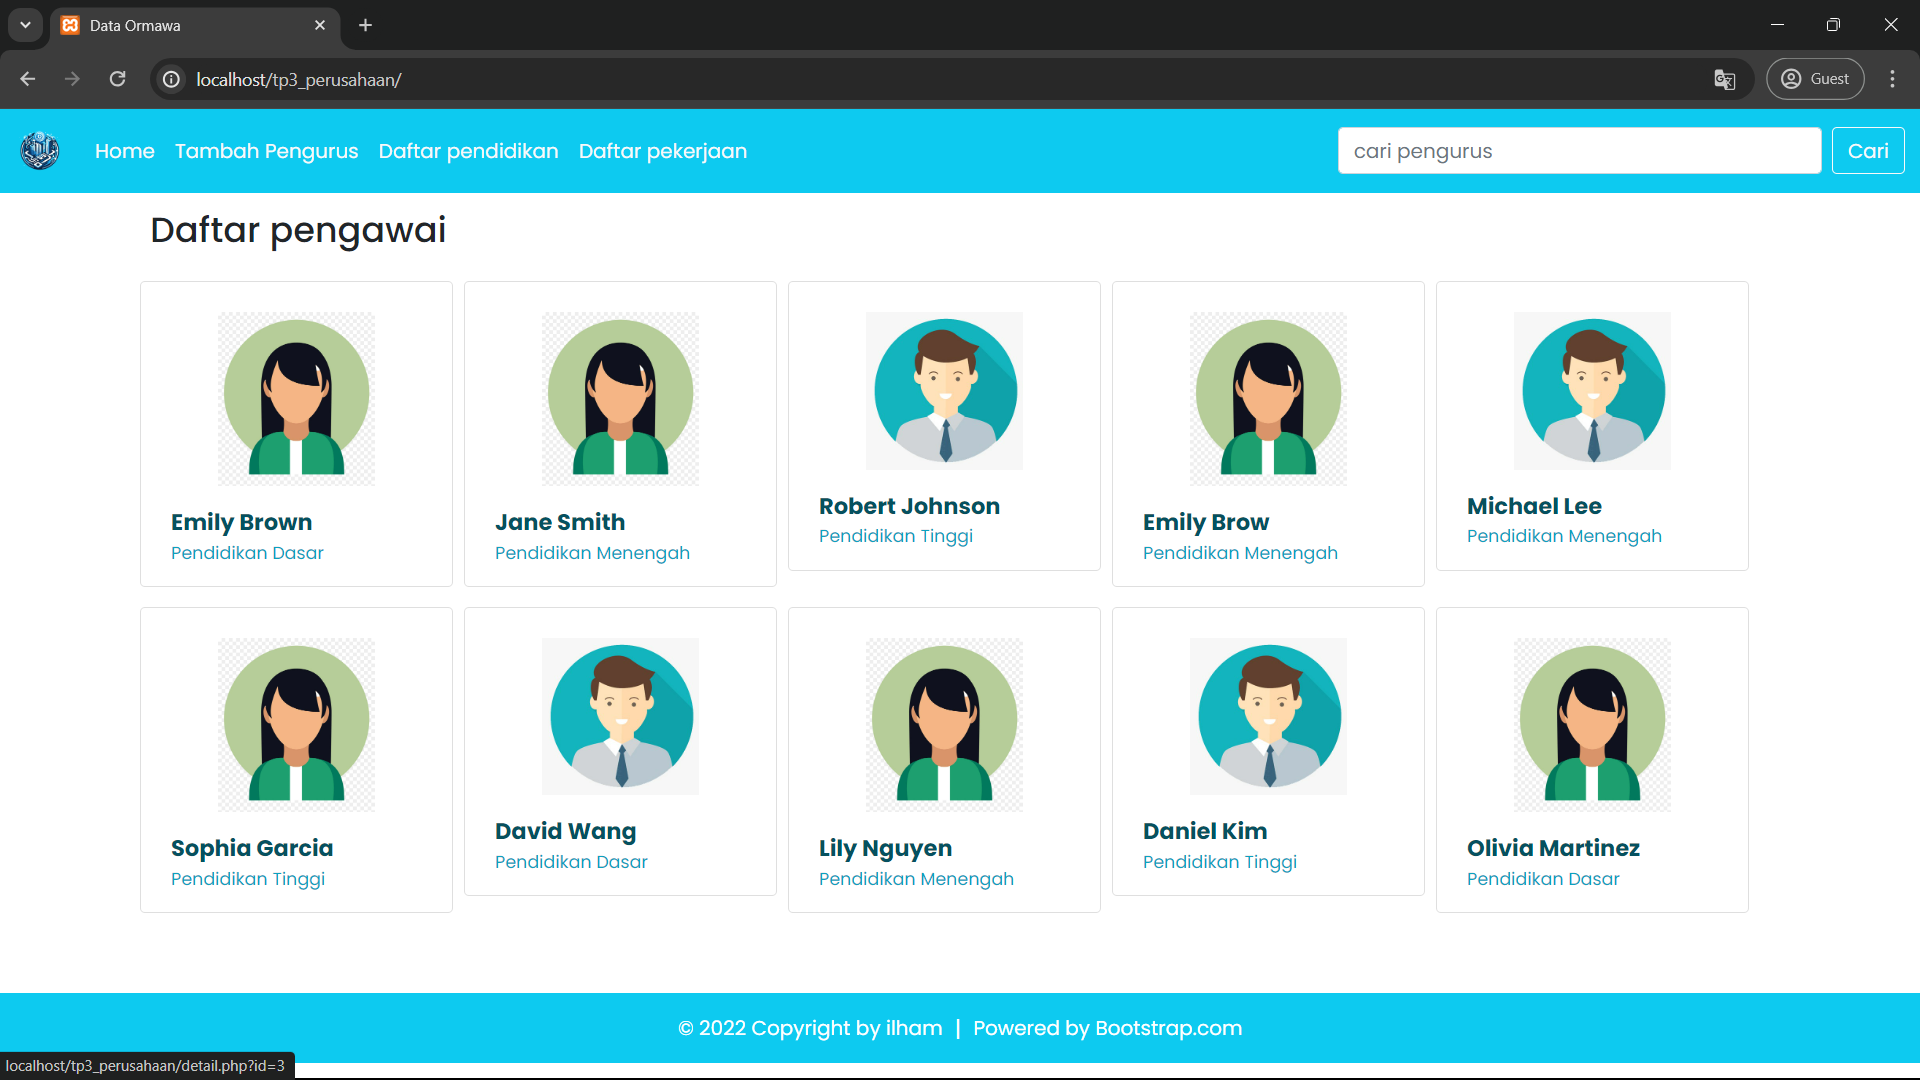 Data Ormawa
localhost/tp3_perusahaan/
Guest
Home Tambah Pengurus Daftar pendidikan Daftar pekerjaan
cari pengurus Cari
Daftar pengawai
Emily Brown
Pendidikan Dasar
Jane Smith
Pendidikan Menengah
Robert Johnson
Pendidikan Tinggi
Emily Brow
Pendidikan Menengah
Michael Lee
Pendidikan Menengah
Sophia Garcia
Pendidikan Tinggi
David Wang
Pendidikan Dasar
Lily Nguyen
Pendidikan Menengah
Daniel Kim
Pendidikan Tinggi
Olivia Martinez
Pendidikan Dasar
© 2022 Copyright by ilham | Powered by Bootstrap.com
localhost/tp3_perusahaan/detail.php?id=3